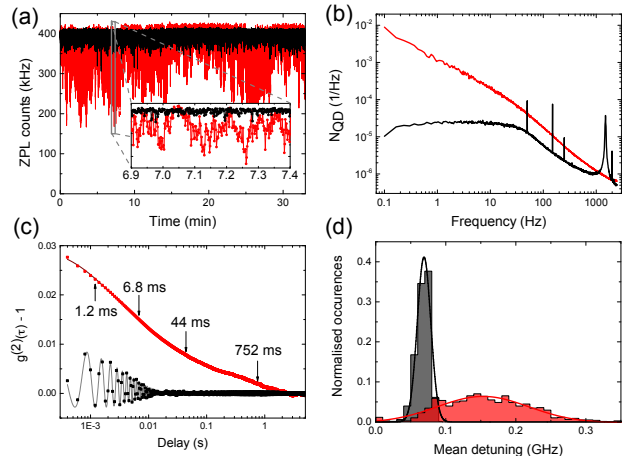 (a)
400
300
200
100
0
ZPL counts (kHz)
6.9 7.0 7.1 7.2 7.3 7.4
0 10 20 30
Time (min)
(b)
10⁻²
10⁻³
10⁻⁴
10⁻⁵
10⁻⁶
N_QD (1/Hz)
0.1 1 10 100 1000
Frequency (Hz)
(c)
0.03
0.02
0.01
0.00
g⁽²⁾(τ) - 1
1.2 ms
6.8 ms
44 ms
752 ms
1E-3 0.01 0.1 1
Delay (s)
(d)
0.4
0.3
0.2
0.1
0.0
Normalised occurences
0.0 0.1 0.2 0.3
Mean detuning (GHz)